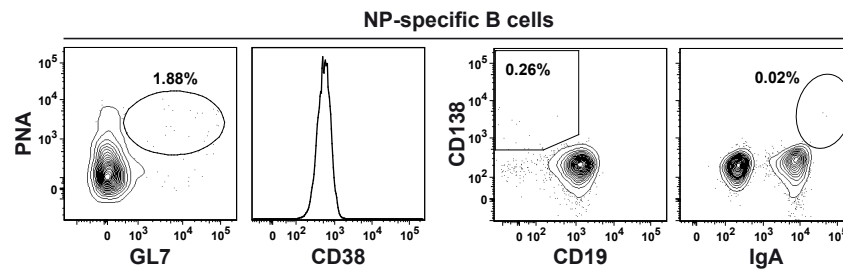 NP-specific B cells
PNA
10⁵
10⁴
10³
0
1.88%
0 10³ 10⁴ 10⁵
GL7
0 10² 10³ 10⁴ 10⁵
CD38
CD138
10⁵
10⁴
10³
10²
0
0.26%
0 10² 10³ 10⁴ 10⁵
CD19
0.02%
0 10² 10³ 10⁴ 10⁵
IgA